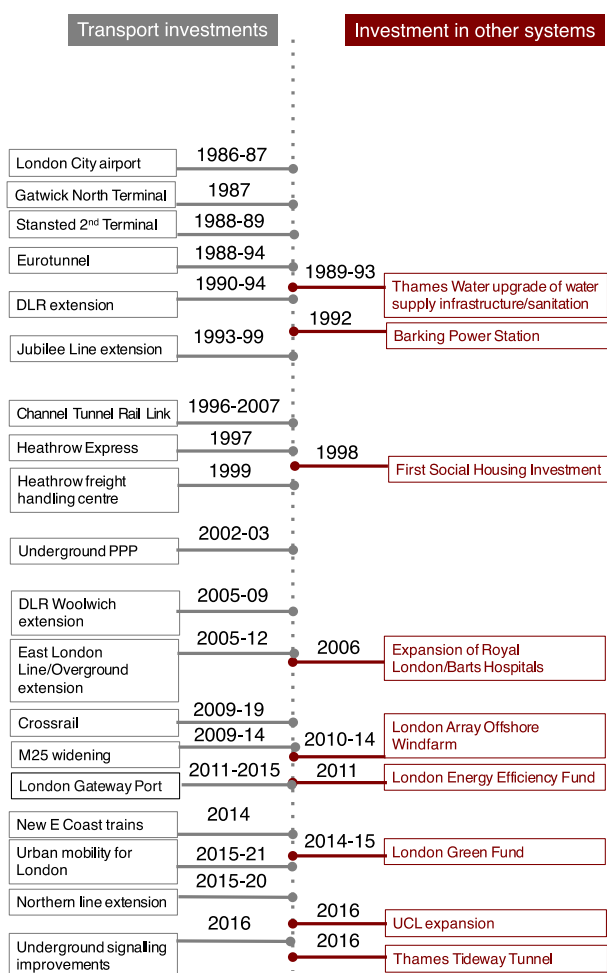 Transport investments
Investment in other systems
1986-87
London City airport
1987
Gatwick North Terminal
1988-89
Stansted 2nd Terminal
1988-94
Eurotunnel
1989-93
Thames Water upgrade of water
supply infrastructure/sanitation
1990-94
DLR extension
1992
Barking Power Station
1993-99
Jubilee Line extension
1996-2007
Channel Tunnel Rail Link
1997
Heathrow Express
1998
First Social Housing Investment
1999
Heathrow freight
handling centre
2002-03
Underground PPP
2005-09
DLR Woolwich
extension
2005-12
East London
Line/Overground
extension
2006
Expansion of Royal
London/Barts Hospitals
2009-19
Crossrail
2009-14
M25 widening
2010-14
London Array Offshore
Windfarm
2011-2015
London Gateway Port
2011
London Energy Efficiency Fund
2014
New E Coast trains
2014-15
London Green Fund
2015-21
Urban mobility for
London
2015-20
Northern line extension
2016
UCL expansion
2016
Underground signalling
improvements
2016
Thames Tideway Tunnel